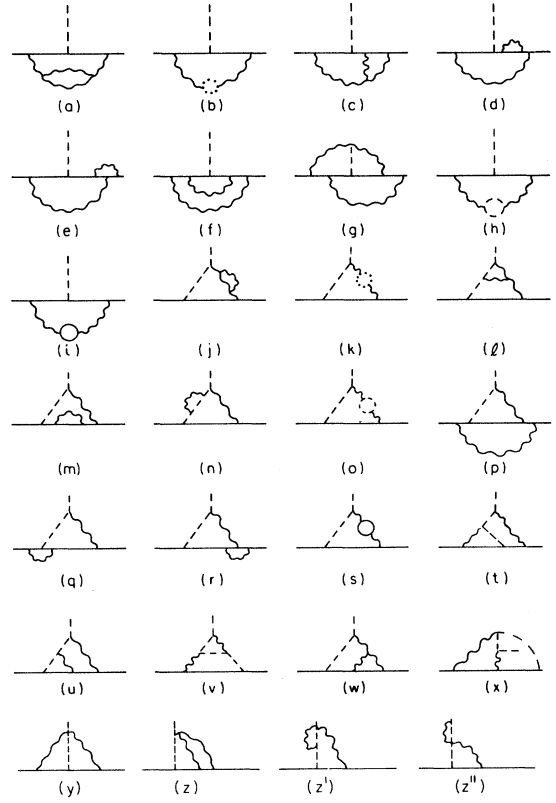 (a) (b) (c) (d)
(e) (f) (g) (h)
(i) (j) (k) (ℓ)
(m) (n) (o) (p)
(q) (r) (s) (t)
(u) (v) (w) (x)
(y) (z) (z') (z'')